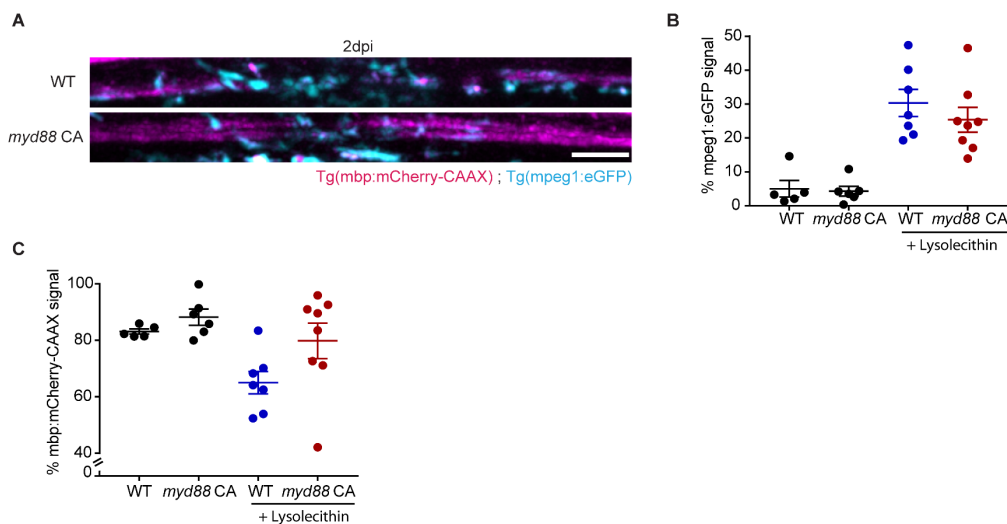 A
2dpi
WT
myd88 CA
Tg(mbp:mCherry-CAAX) ; Tg(mpeg1:eGFP)
B
% mpeg1:eGFP signal
50
40
30
20
10
0
WT
myd88 CA
WT
myd88 CA
+ Lysolecithin
C
% mbp:mCherry-CAAX signal
100
80
60
40
0
WT
myd88 CA
WT
myd88 CA
+ Lysolecithin